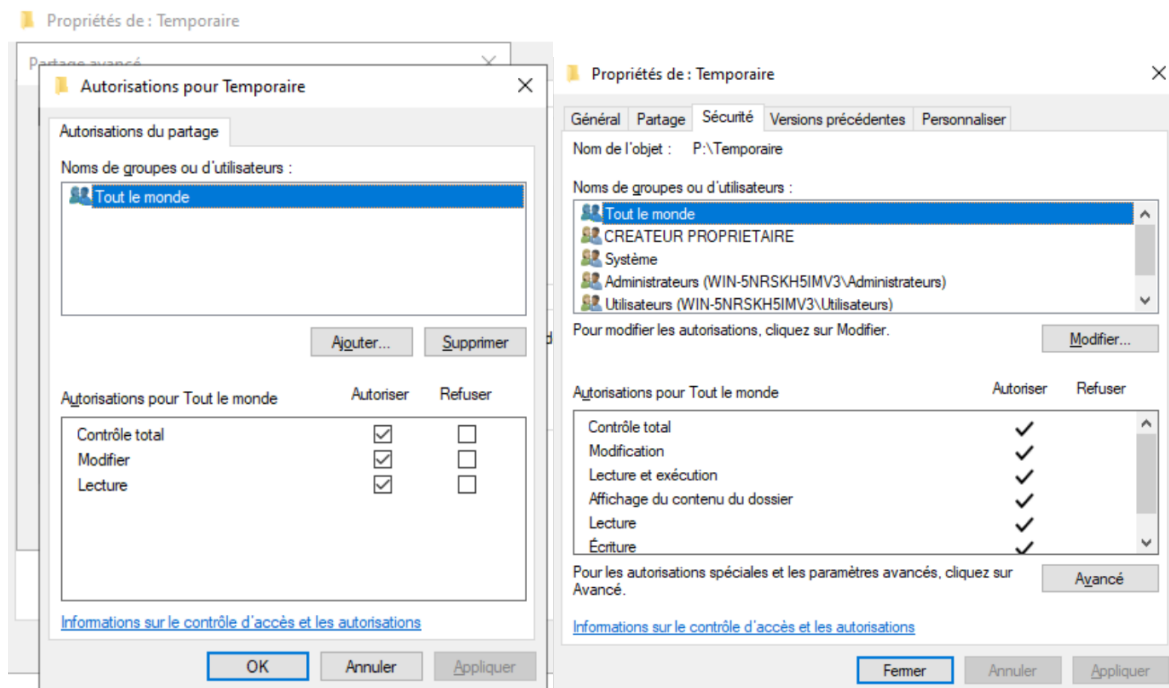 Propriétés de : Temporaire
Partage avancé
Autorisations pour Temporaire
Autorisations du partage
Noms de groupes ou d'utilisateurs :
Tout le monde
Ajouter...
Supprimer
Autorisations pour Tout le monde
Autoriser
Refuser
Contrôle total
Modifier
Lecture
Informations sur le contrôle d'accès et les autorisations
OK
Annuler
Appliquer
Propriétés de : Temporaire
Général
Partage
Sécurité
Versions précédentes
Personnaliser
Nom de l'objet : P:\Temporaire
Noms de groupes ou d'utilisateurs :
Tout le monde
CREATEUR PROPRIETAIRE
Système
Administrateurs (WIN-5NRSKH5IMV3\Administrateurs)
Utilisateurs (WIN-5NRSKH5IMV3\Utilisateurs)
Pour modifier les autorisations, cliquez sur Modifier.
Modifier...
Autorisations pour Tout le monde
Autoriser
Refuser
Contrôle total
Modification
Lecture et exécution
Affichage du contenu du dossier
Lecture
Écriture
Pour les autorisations spéciales et les paramètres avancés, cliquez sur
Avancé.
Avancé
Informations sur le contrôle d'accès et les autorisations
Fermer
Annuler
Appliquer